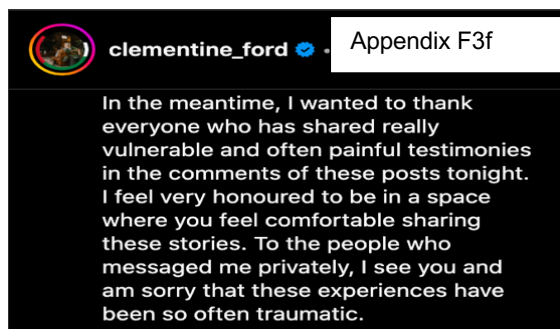 clementine_ford
Appendix F3f
In the meantime, I wanted to thank
everyone who has shared really
vulnerable and often painful testimonies
in the comments of these posts tonight.
I feel very honoured to be in a space
where you feel comfortable sharing
these stories. To the people who
messaged me privately, I see you and
am sorry that these experiences have
been so often traumatic.